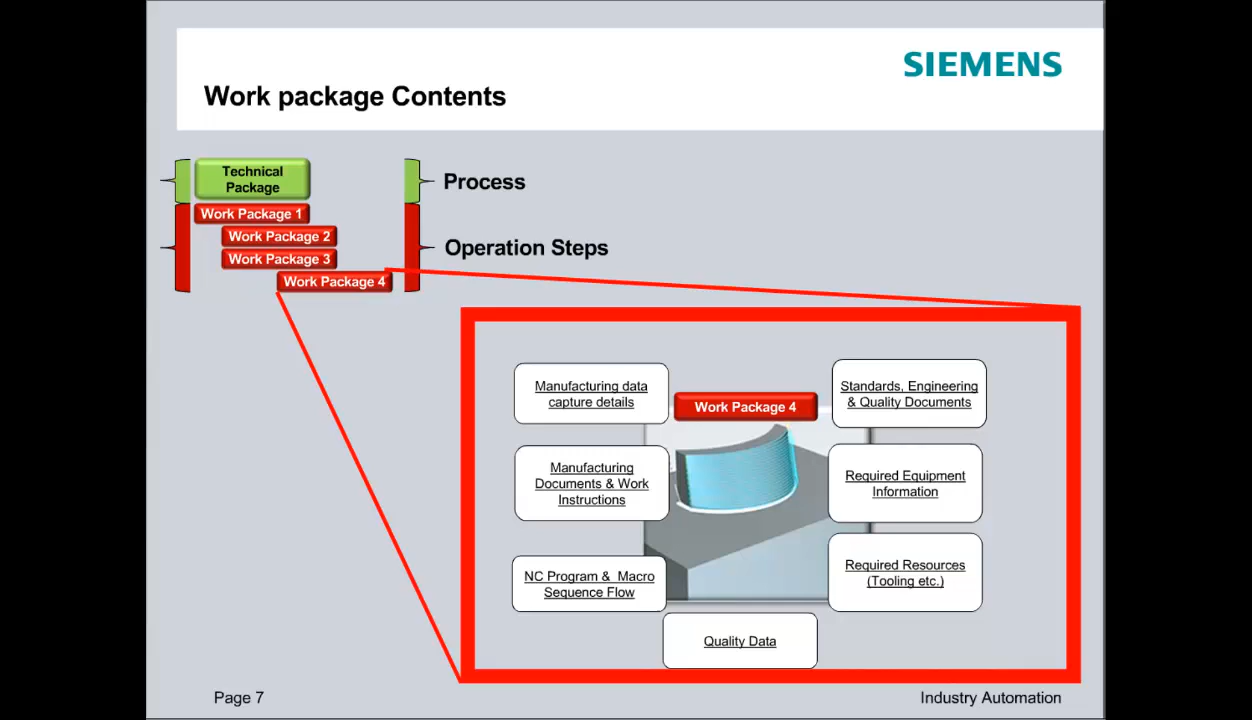 SIEMENS
Work package Contents
Technical
Package
Process
Work Package 1
Work Package 2
Work Package 3
Work Package 4
Operation Steps
Manufacturing data
capture details
Work Package 4
Standards, Engineering
& Quality Documents
Manufacturing
Documents & Work
Instructions
Required Equipment
Information
NC Program & Macro
Sequence Flow
Required Resources
(Tooling etc.)
Quality Data
Page 7
Industry Automation